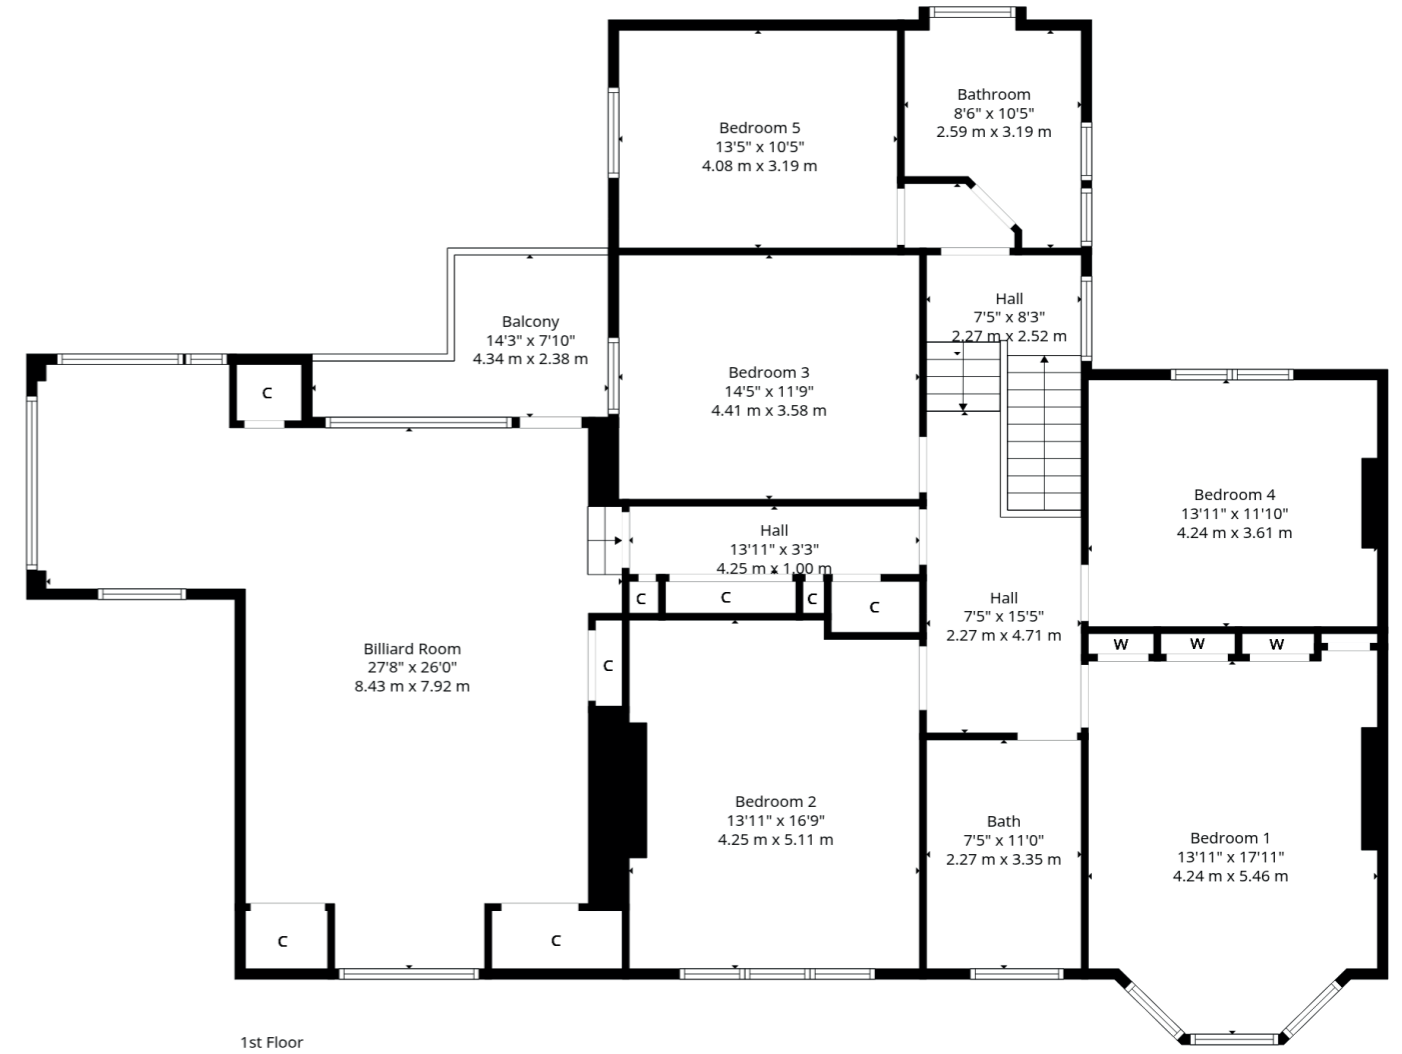 Bedroom 5
13'5" x 10'5"
4.08 m x 3.19 m
Bathroom
8'6" x 10'5"
2.59 m x 3.19 m
Balcony
14'3" x 7'10"
4.34 m x 2.38 m
Hall
7'5" x 8'3"
2.27 m x 2.52 m
Bedroom 3
14'5" x 11'9"
4.41 m x 3.58 m
C
Bedroom 4
13'11" x 11'10"
4.24 m x 3.61 m
Hall
13'11" x 3'3"
4.25 m x 1.00 m
C
C
C
C
Hall
7'5" x 15'5"
2.27 m x 4.71 m
Billiard Room
27'8" x 26'0"
8.43 m x 7.92 m
C
W
W
W
Bedroom 2
13'11" x 16'9"
4.25 m x 5.11 m
Bath
7'5" x 11'0"
2.27 m x 3.35 m
Bedroom 1
13'11" x 17'11"
4.24 m x 5.46 m
C
C
1st Floor